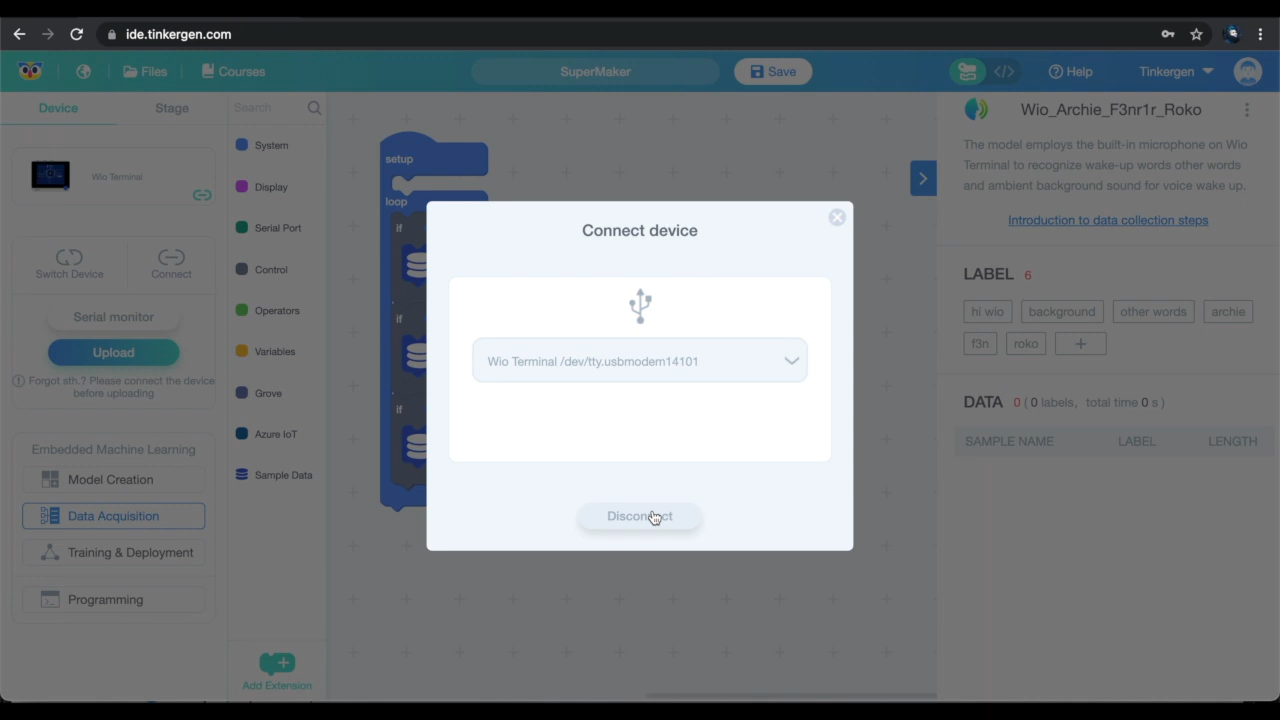 ide.tinkergen.com
Files
Courses
SuperMaker
Save
Help
Tinkergen
Device
Stage
Search
Wio Terminal
Switch Device
Connect
Serial monitor
Upload
Forgot sth.? Please connect the device
before uploading
Embedded Machine Learning
Model Creation
Data Acquisition
Training & Deployment
Programming
System
Display
Serial Port
Control
Operators
Variables
Grove
Azure IoT
Sample Data
Add Extension
setup
loop
if
if
if
Connect device
Wio Terminal /dev/tty.usbmodem14101
Disconnect
Wio_Archie_F3nr1r_Roko
The model employs the built-in microphone on Wio
Terminal to recognize wake-up words other words
and ambient background sound for voice wake up.
Introduction to data collection steps
LABEL 6
hi wio background other words archie
f3n roko +
DATA 0 ( 0 labels, total time 0 s )
SAMPLE NAME LABEL LENGTH